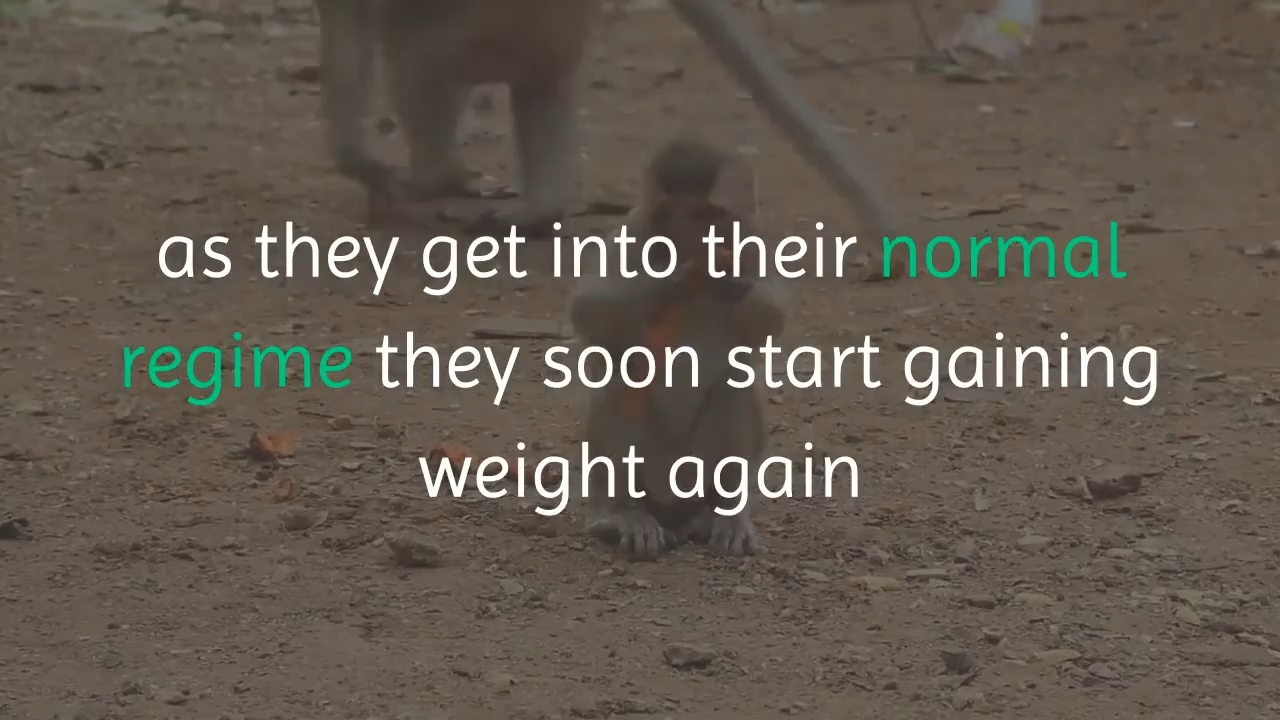 as they get into their normal
regime they soon start gaining
weight again